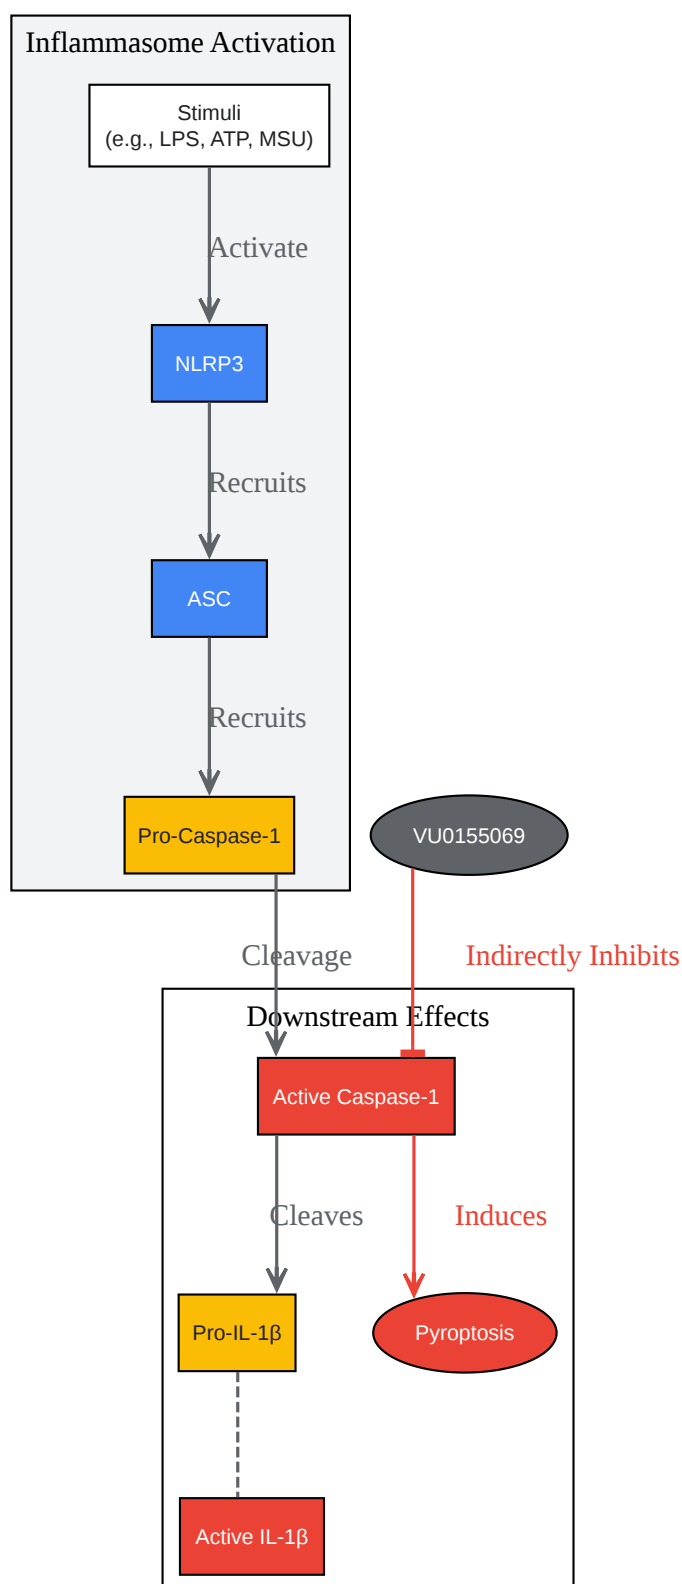 Inflammasome Activation
Stimuli
(e.g., LPS, ATP, MSU)
Activate
NLRP3
Recruits
ASC
Recruits
Pro-Caspase-1
VU0155069
Cleavage
Indirectly Inhibits
Downstream Effects
Active Caspase-1
Cleaves
Induces
Pro-IL-1β
Pyroptosis
Active IL-1β